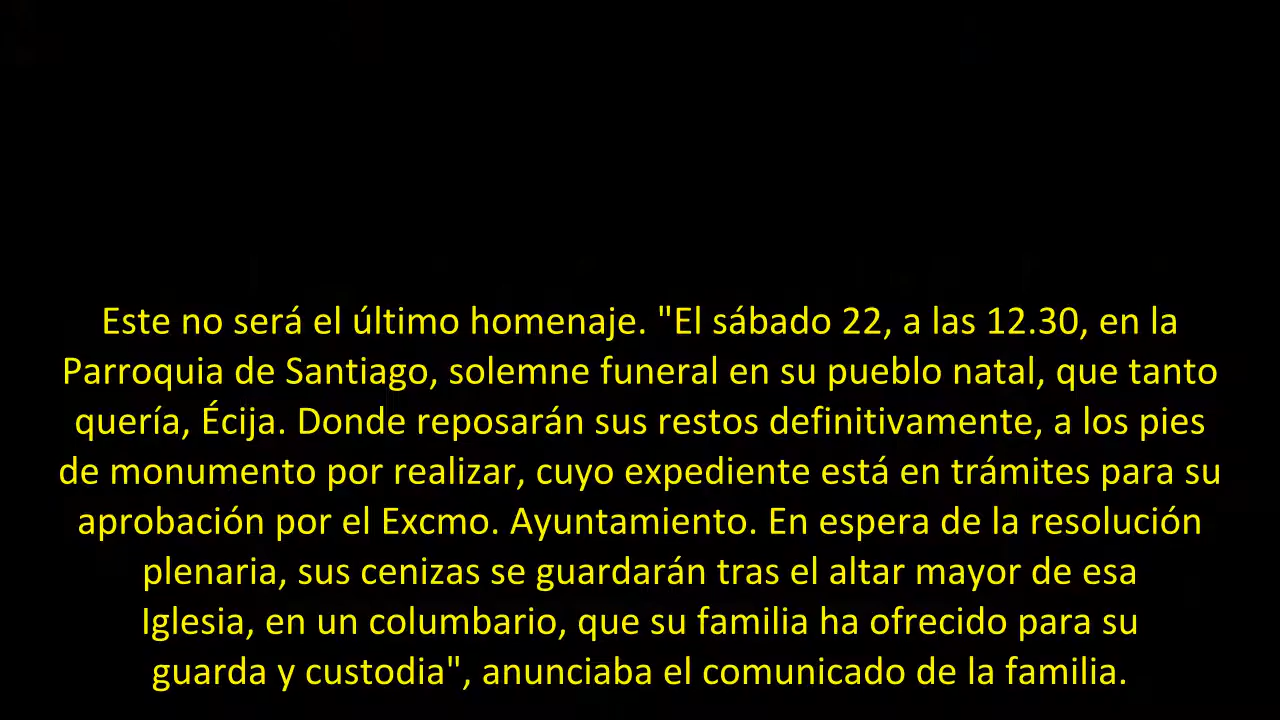 Este no será el último homenaje. "El sábado 22, a las 12.30, en la
Parroquia de Santiago, solemne funeral en su pueblo natal, que tanto
quería, Écija. Donde reposarán sus restos definitivamente, a los pies
de monumento por realizar, cuyo expediente está en trámites para su
aprobación por el Excmo. Ayuntamiento. En espera de la resolución
plenaria, sus cenizas se guardarán tras el altar mayor de esa
Iglesia, en un columbario, que su familia ha ofrecido para su
guarda y custodia", anunciaba el comunicado de la familia.